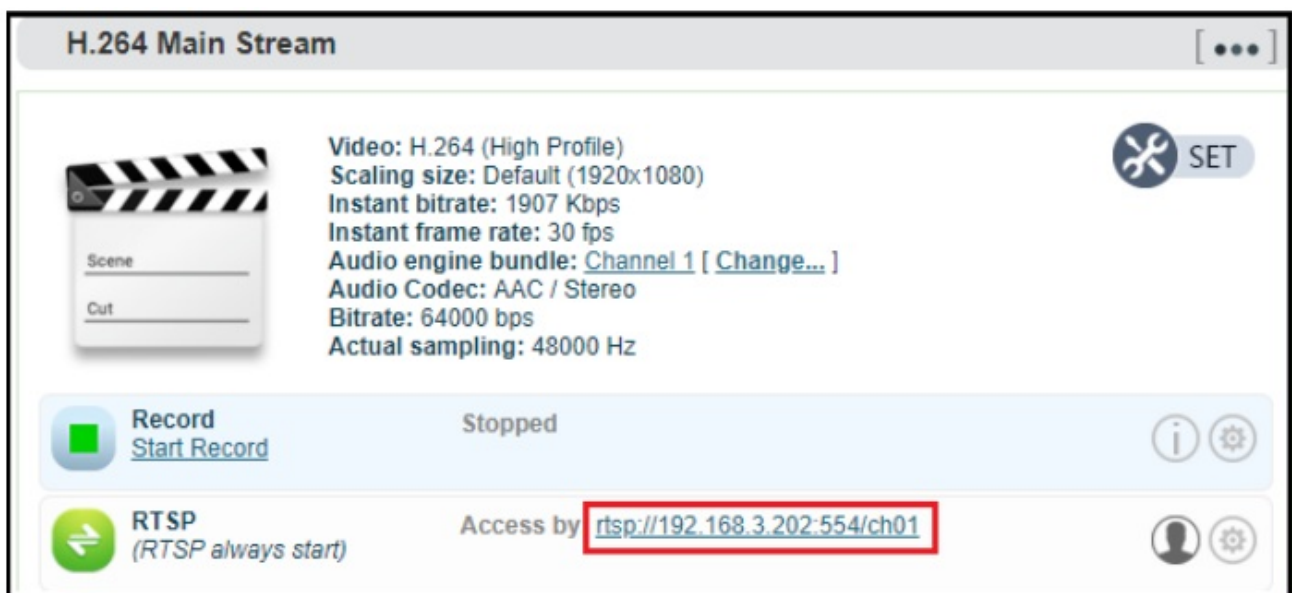 H.264 Main Stream
[ ••• ]
Video: H.264 (High Profile)
Scaling size: Default (1920x1080)
Instant bitrate: 1907 Kbps
Instant frame rate: 30 fps
Audio engine bundle: Channel 1 [ Change... ]
Audio Codec: AAC / Stereo
Bitrate: 64000 bps
Actual sampling: 48000 Hz
SET
Scene
Cut
Record
Start Record
Stopped
RTSP
(RTSP always start)
Access by rtsp://192.168.3.202:554/ch01